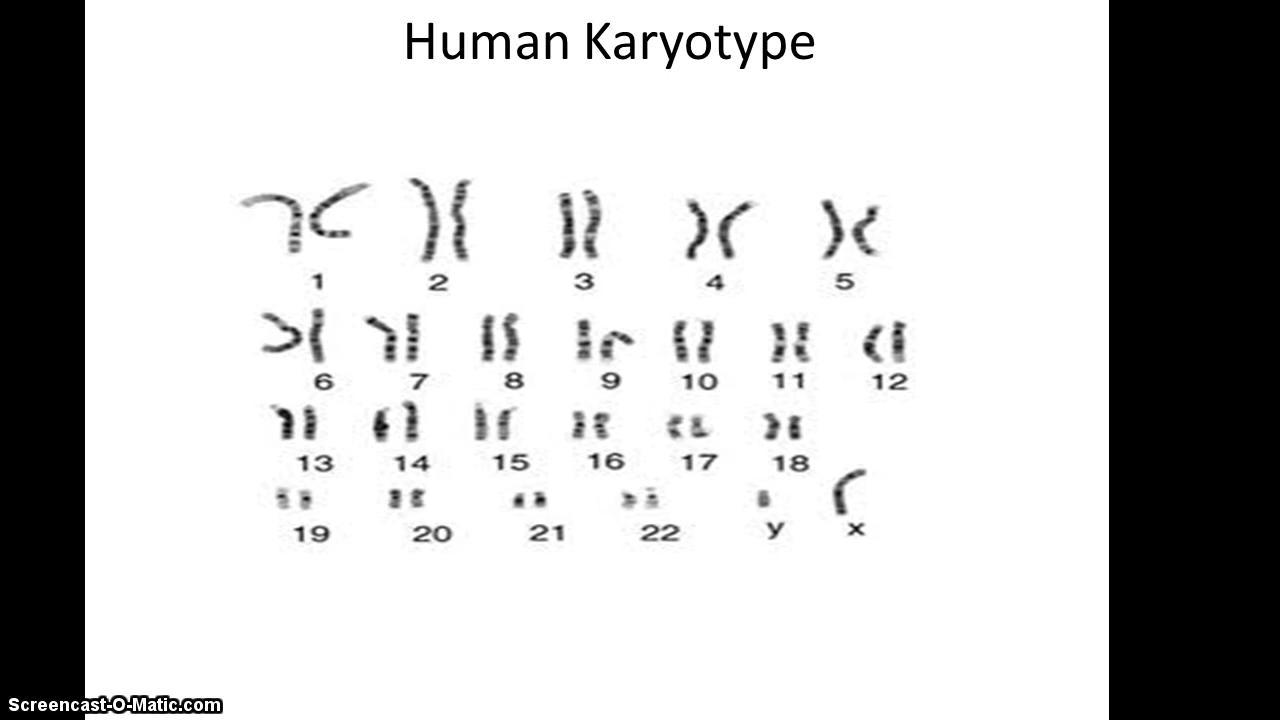 Human Karyotype
1 2 3 4 5
6 7 8 9 10 11 12
13 14 15 16 17 18
19 20 21 22 y x
Screencast-O-Matic.com